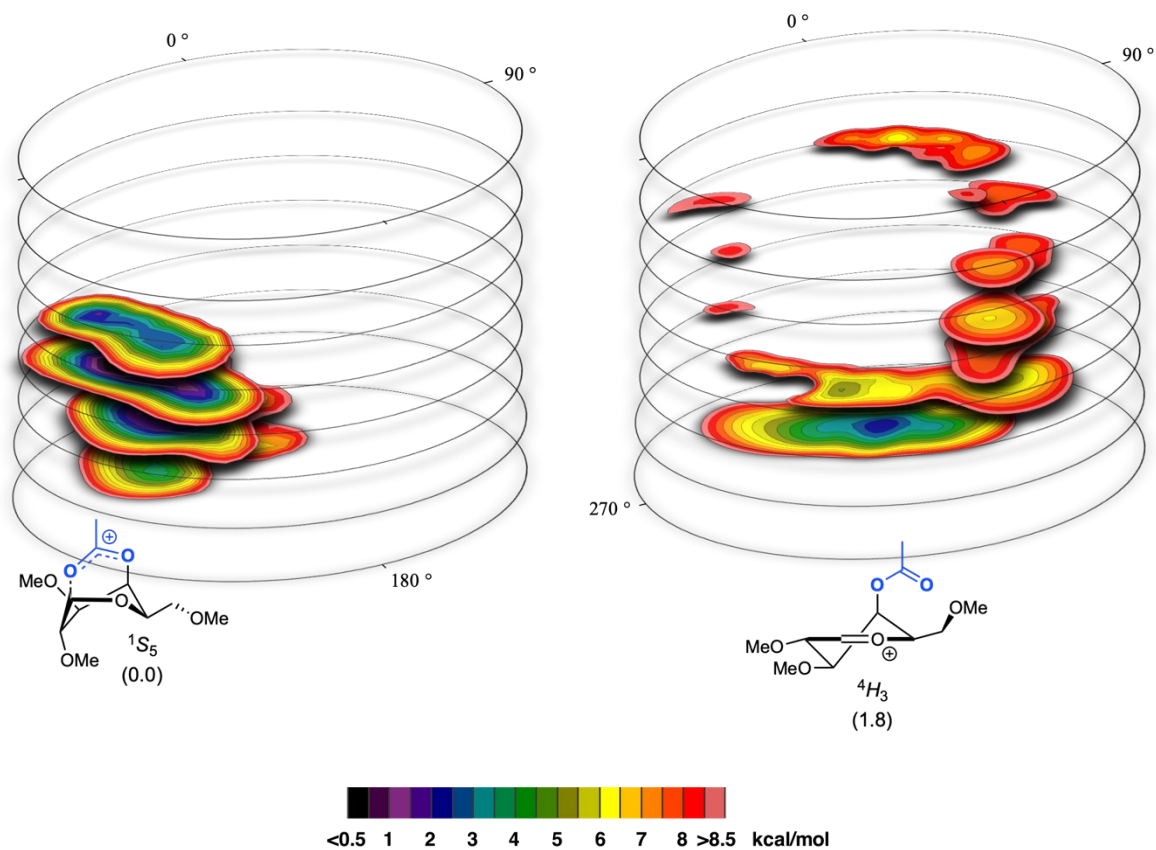 0 °
90 °
180 °
O
O
MeO
O
OMe
OMe
⊕
1S5
(0.0)
0 °
90 °
270 °
O
O
OMe
MeO
O
MeO
⊕
4H3
(1.8)
<0.5 1 2 3 4 5 6 7 8 >8.5 kcal/mol